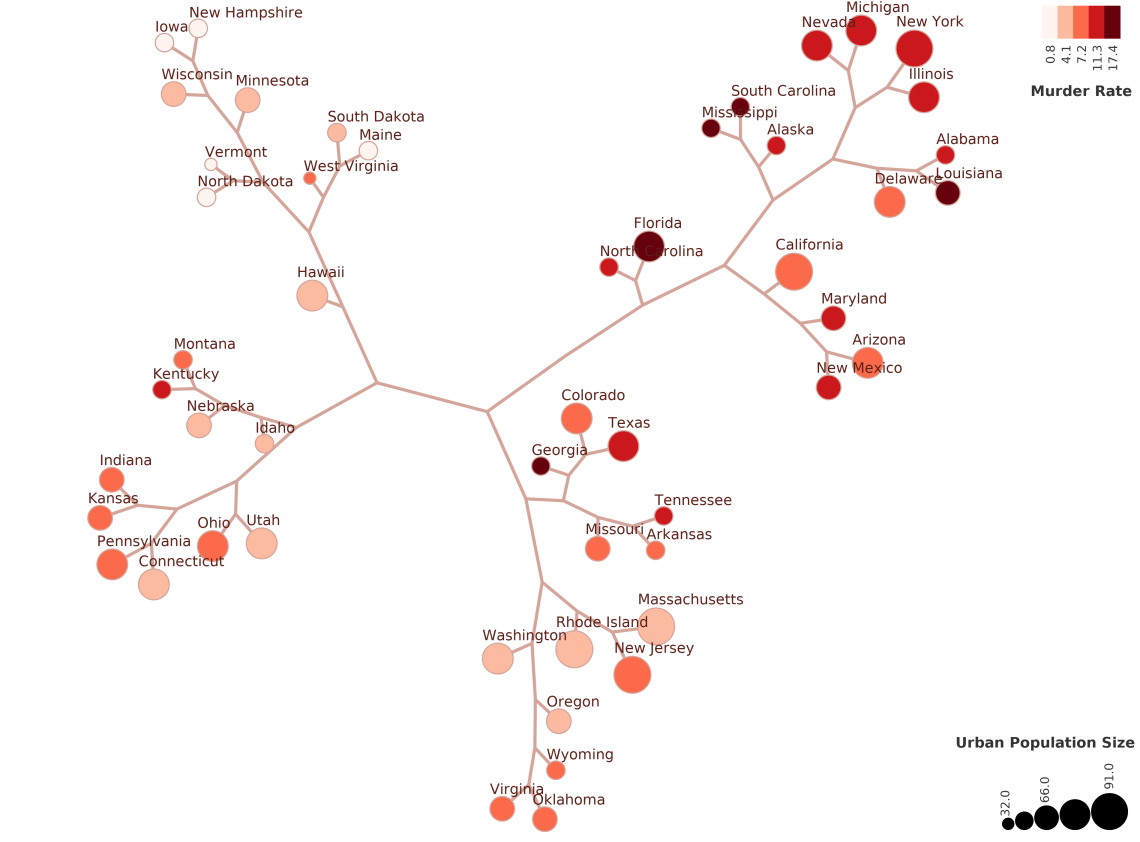 New Hampshire
Iowa
Wisconsin
Minnesota
South Dakota
Maine
Vermont
West Virginia
North Dakota
Hawaii
Montana
Kentucky
Nebraska
Idaho
Indiana
Kansas
Ohio
Utah
Pennsylvania
Connecticut
Michigan
Nevada
New York
Illinois
South Carolina
Mississippi
Alaska
Alabama
Louisiana
Delaware
Florida
North Carolina
California
Maryland
Arizona
New Mexico
Colorado
Texas
Georgia
Tennessee
Missouri
Arkansas
Massachusetts
Rhode Island
Washington
New Jersey
Oregon
Wyoming
Virginia
Oklahoma
0.8
4.1
7.2
11.3
17.4
Murder Rate
Urban Population Size
32.0
66.0
91.0